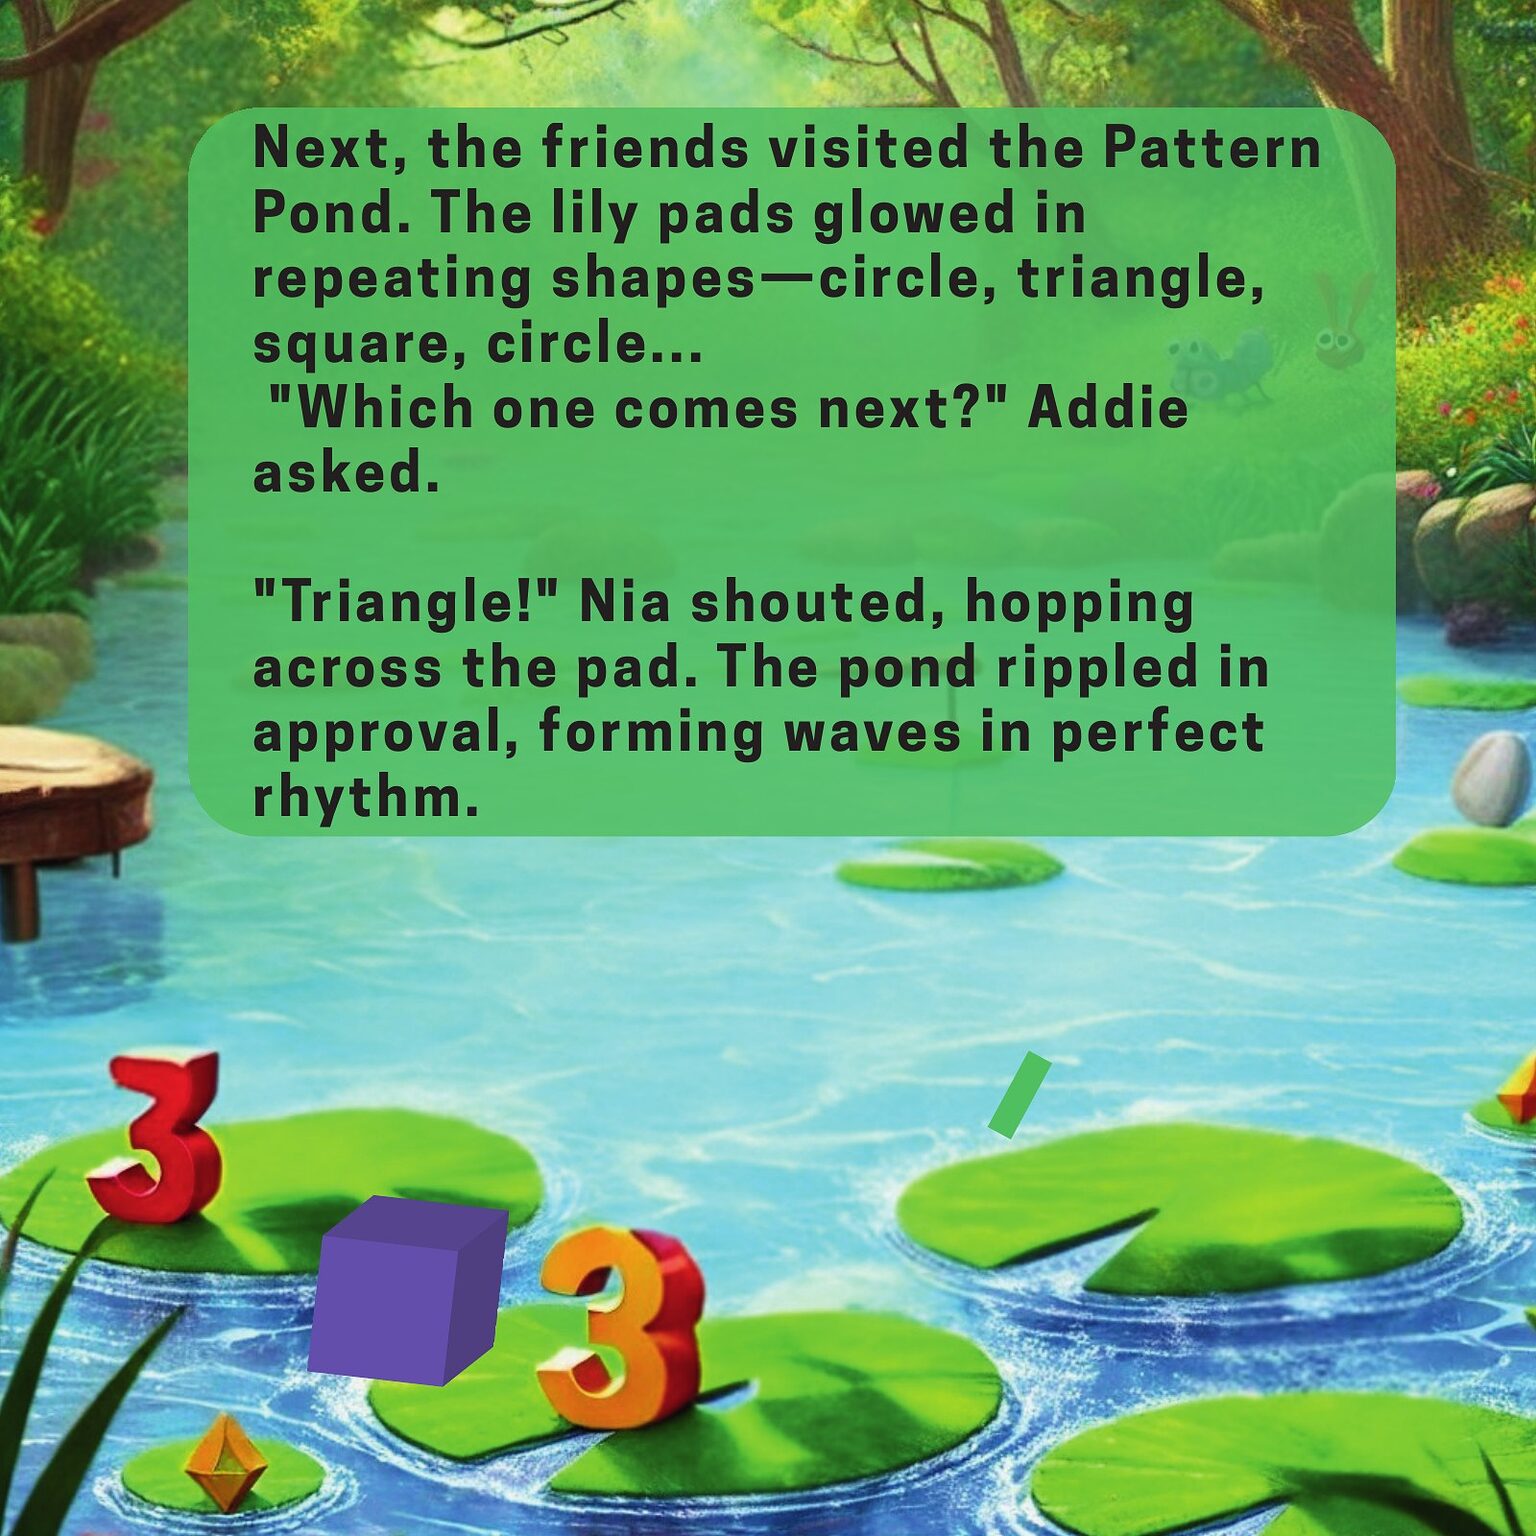 Next, the friends visited the Pattern
Pond. The lily pads glowed in
repeating shapes—circle, triangle,
square, circle...
"Which one comes next?" Addie
asked.
"Triangle!" Nia shouted, hopping
across the pad. The pond rippled in
approval, forming waves in perfect
rhythm.
3
3